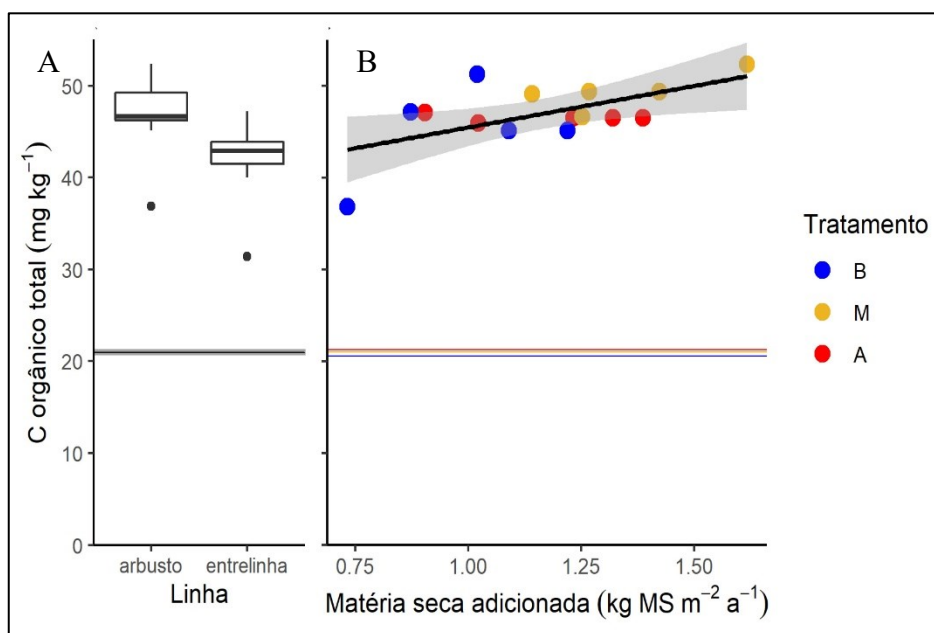 A
B
C orgânico total (mg kg⁻¹)
50
40
30
20
10
0
arbusto entrelinha
Linha
0.75 1.00 1.25 1.50
Matéria seca adicionada (kg MS m⁻² a⁻¹)
Tratamento
B
M
A